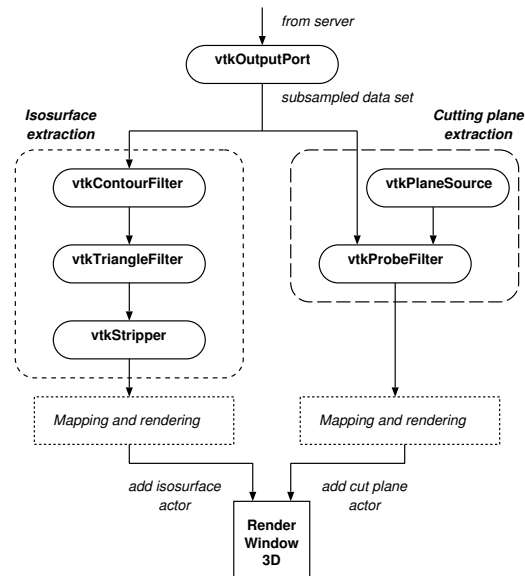 from server
vtkOutputPort
subsampled data set
Isosurface
extraction
Cutting plane
extraction
vtkContourFilter
vtkPlaneSource
vtkTriangleFilter
vtkProbeFilter
vtkStripper
Mapping and rendering
Mapping and rendering
add isosurface
actor
add cut plane
actor
Render
Window
3D